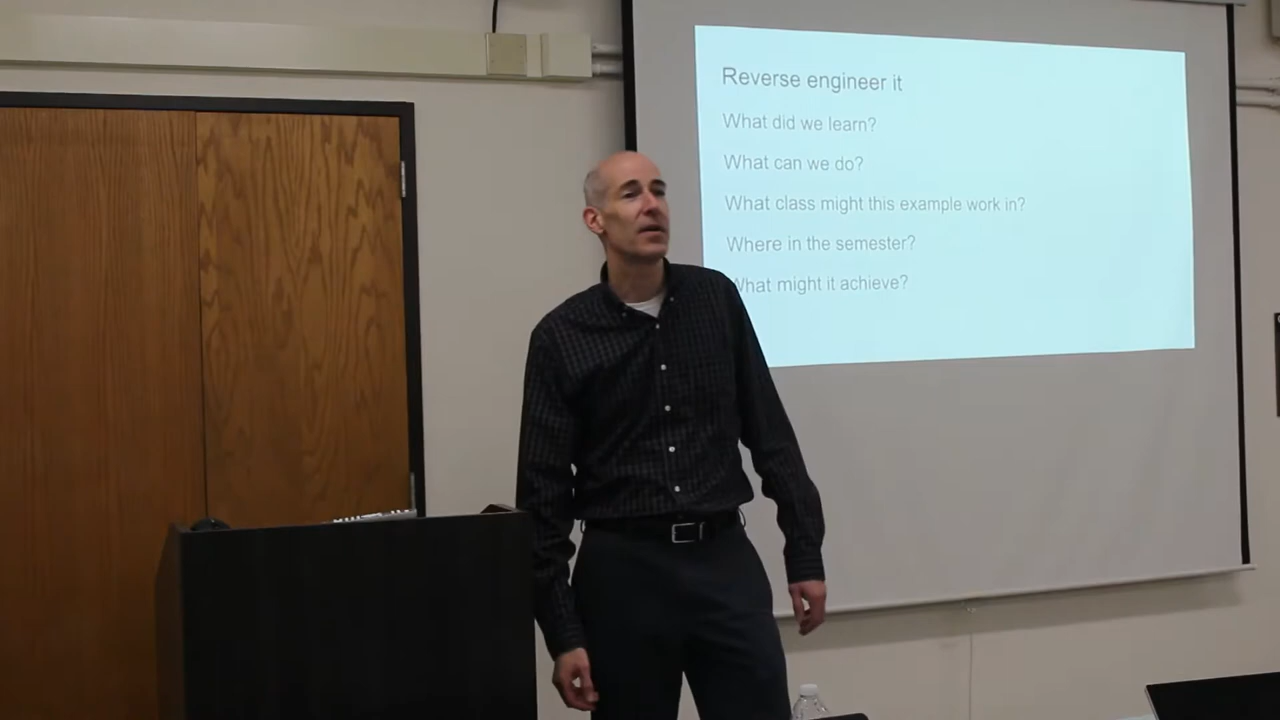 Reverse engineer it
What did we learn?
What can we do?
What class might this example work in?
Where in the semester?
What might it achieve?